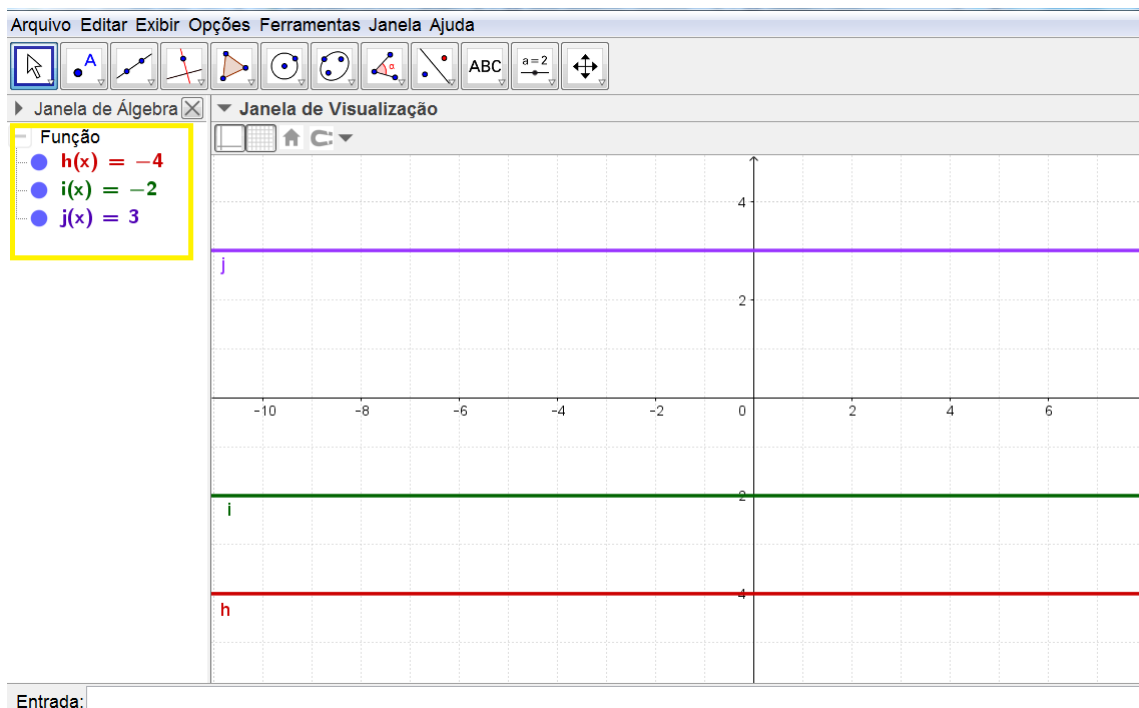 Arquivo Editar Exibir Opções Ferramentas Janela Ajuda
A α ABC a=2
Janela de Álgebra Janela de Visualização
Função
h(x) = −4
i(x) = −2
j(x) = 3
4
j
2
-10 -8 -6 -4 -2 0 2 4 6
-2
i
-4
h
Entrada: